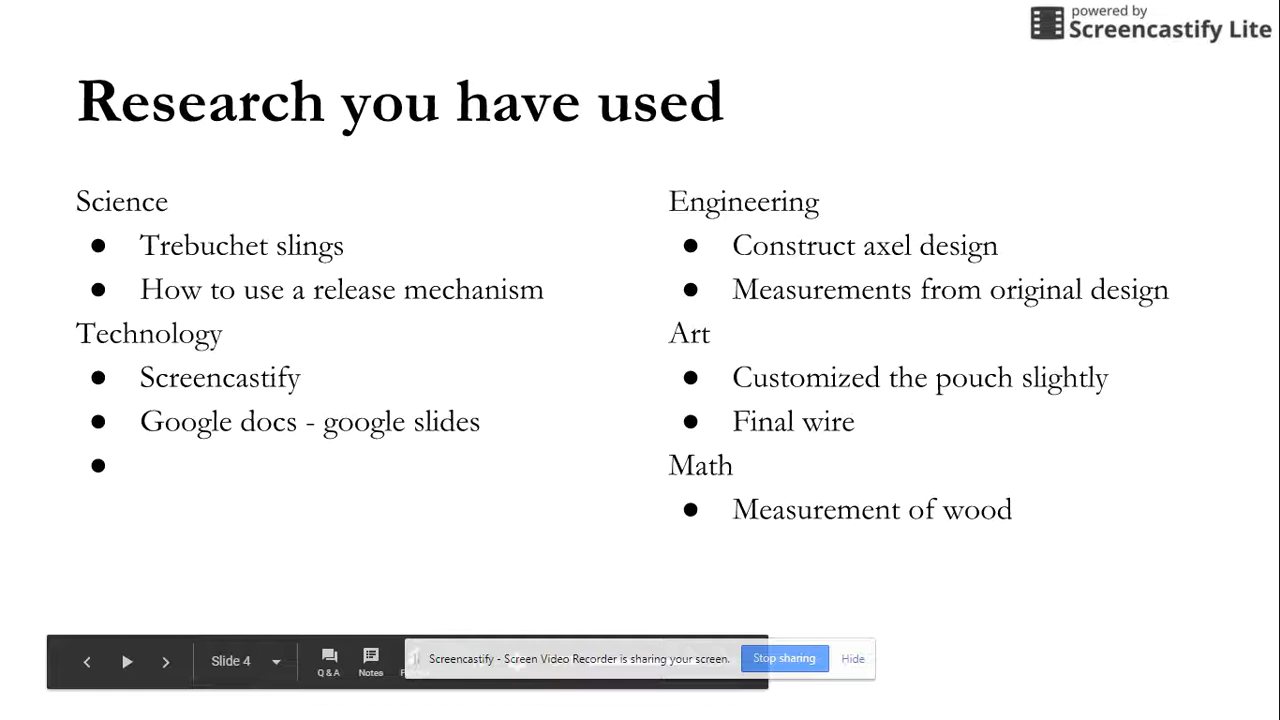 powered by
Screencastify Lite
Research you have used
Science
● Trebuchet slings
● How to use a release mechanism
Technology
● Screencastify
● Google docs - google slides
●
Engineering
● Construct axel design
● Measurements from original design
Art
● Customized the pouch slightly
● Final wire
Math
● Measurement of wood
Slide 4
Q&A
Notes
Screencastify - Screen Video Recorder is sharing your screen.
Stop sharing
Hide